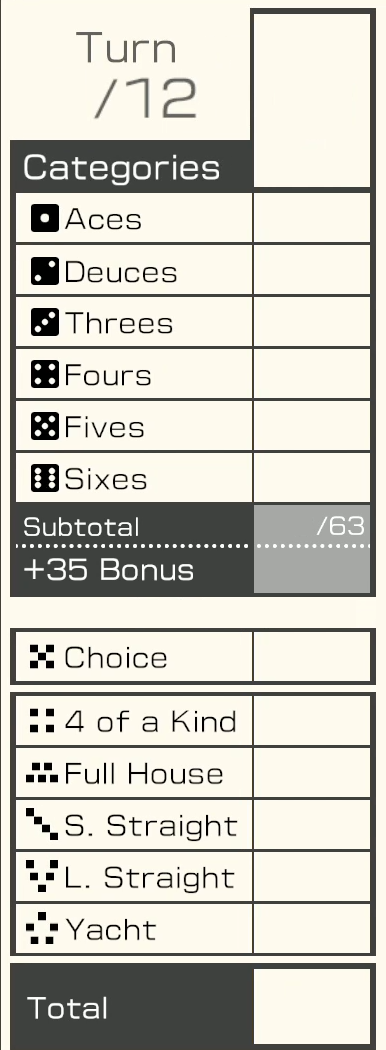 Turn
/12
Categories
Aces
Deuces
Threes
Fours
Fives
Sixes
Subtotal /63
+35 Bonus
Choice
4 of a Kind
Full House
S. Straight
L. Straight
Yacht
Total